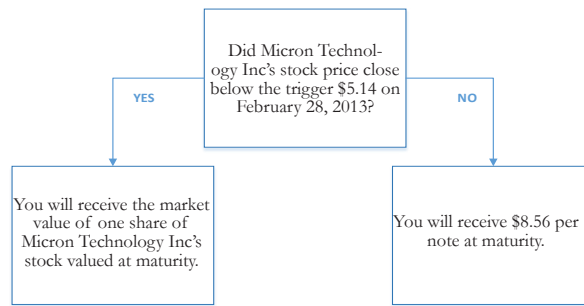 Did Micron Technol-
ogy Inc's stock price close
below the trigger $5.14 on
February 28, 2013?
YES
NO
You will receive the market
value of one share of
Micron Technology Inc's
stock valued at maturity.
You will receive $8.56 per
note at maturity.